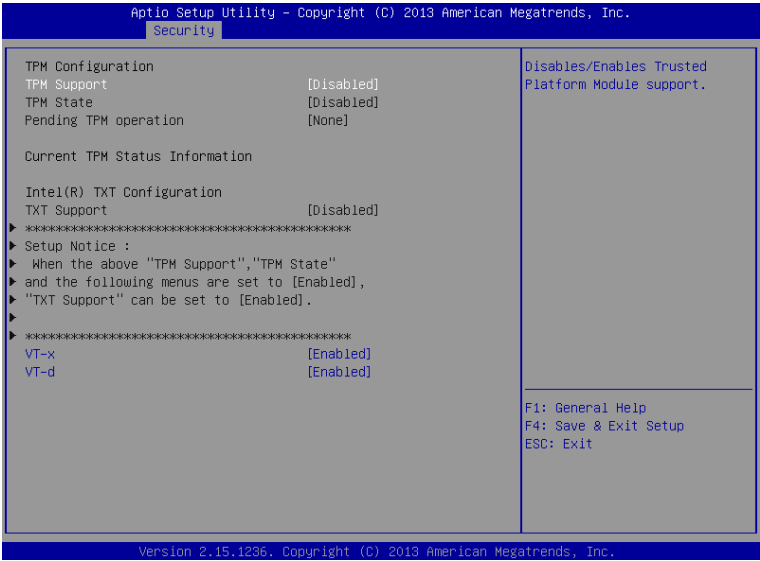 Aptio Setup Utility – Copyright (C) 2013 American Megatrends, Inc.
Security
TPM Configuration
TPM Support [Disabled]
TPM State [Disabled]
Pending TPM operation [None]
Current TPM Status Information
Intel(R) TXT Configuration
TXT Support [Disabled]
*********************************************
Setup Notice :
When the above "TPM Support","TPM State"
and the following menus are set to [Enabled],
"TXT Support" can be set to [Enabled].
*********************************************
VT-x [Enabled]
VT-d [Enabled]
Disables/Enables Trusted
Platform Module support.
F1: General Help
F4: Save & Exit Setup
ESC: Exit
Version 2.15.1236. Copyright (C) 2013 American Megatrends, Inc.